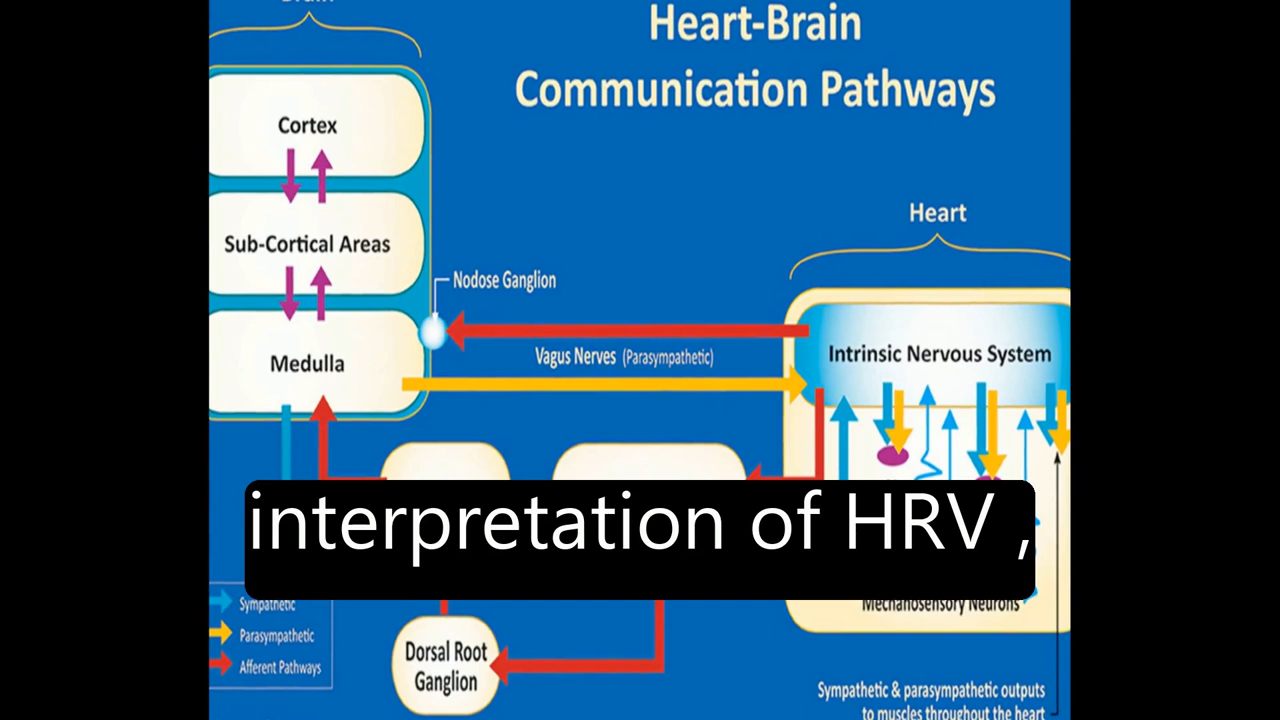 Heart-Brain
Communication Pathways
Cortex
Sub-Cortical Areas
Medulla
Nodose Ganglion
Vagus Nerves (Parasympathetic)
Heart
Intrinsic Nervous System
interpretation of HRV ,
Mechanosensory Neurons
Sympathetic
Parasympathetic
Afferent Pathways
Dorsal Root
Ganglion
Sympathetic & parasympathetic outputs
to muscles throughout the heart